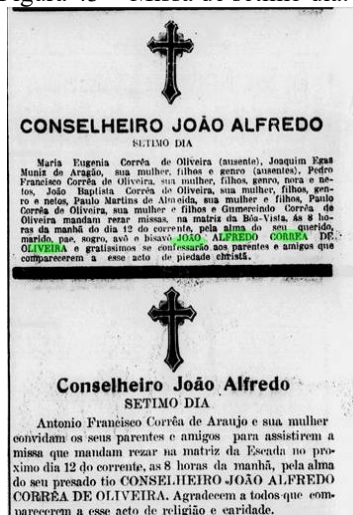 CONSELHEIRO JOÃO ALFREDO
SETIMO DIA
Maria Eugenia Corrêa de Oliveira (ausente), Joaquim Egas
Muniz de Aragão, sua mulher, filhos e genro (ausentes), Pedro
Francisco Corrêa de Oliveira, sua mulher, filhos, genro, nora e ne-
tos, João Baptista Corrêa de Oliveira, sua mulher, filhos, gen-
ro e netos, Paulo Martins de Almeida, sua mulher e filhos, Paulo
Corrêa de Oliveira, sua mulher e filhos e Gumercindo Corrêa de
Oliveira mandam rezar missas, na matriz da Bôa-Vista, ás 8 ho-
ras da manhã do dia 12 do corrente, pela alma do seu querido,
marido, pae, sogro, avô e bisavô JOÃO ALFREDO CORRÊA DE
OLIVEIRA e gratissimos se confessarão aos parentes e amigos que
comparecerem a esse acto de piedade christã.
Conselheiro João Alfredo
SETIMO DIA
Antonio Francisco Corrêa de Araujo e sua mulher
convidam os seus parentes e amigos para assistirem a
missa que mandam rezar na matriz da Escada no pro-
ximo dia 12 do corrente, as 8 horas da manhã, pela alma
do seu presado tio CONSELHEIRO JOÃO ALFREDO
CORRÊA DE OLIVEIRA. Agradecem a todos que com-
parecerem a esse acto de religião e caridade.